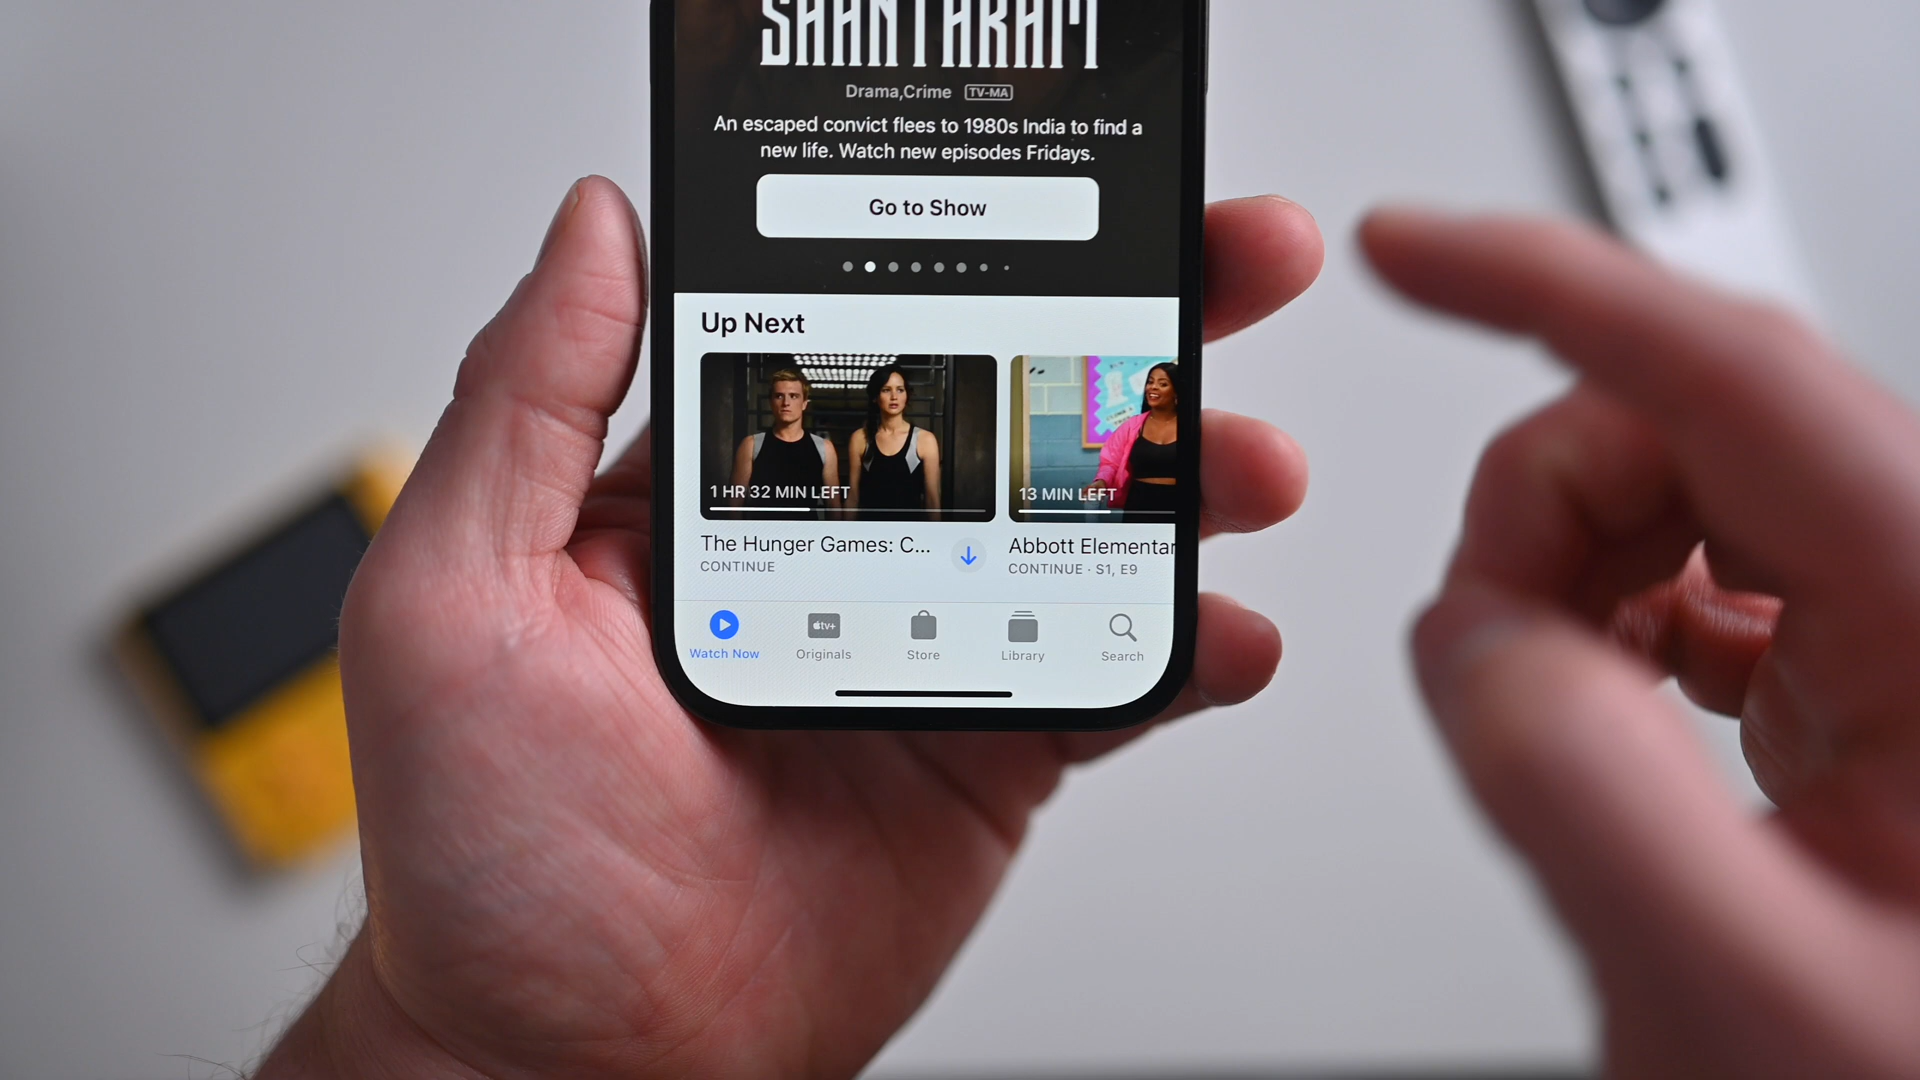 SHANTARAM
Drama,Crime TV-MA
An escaped convict flees to 1980s India to find a
new life. Watch new episodes Fridays.
Go to Show
Up Next
1 HR 32 MIN LEFT
13 MIN LEFT
The Hunger Games: C...
CONTINUE
Abbott Elementar
CONTINUE · S1, E9
tv+
Watch Now
Originals
Store
Library
Search